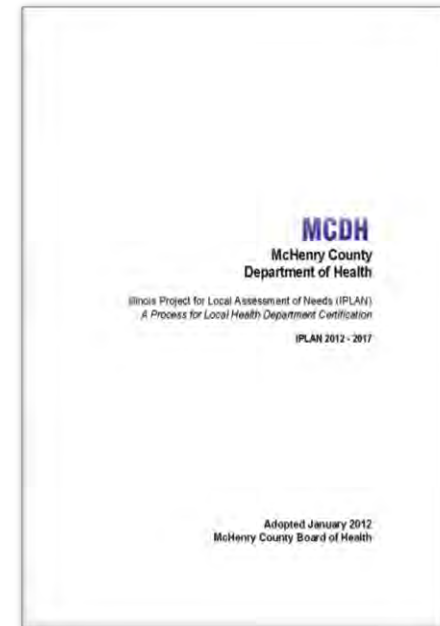 MCDH
McHenry County
Department of Health
Illinois Project for Local Assessment of Needs (IPLAN)
A Process for Local Health Department Certification
IPLAN 2012 - 2017
Adopted January 2012
McHenry County Board of Health